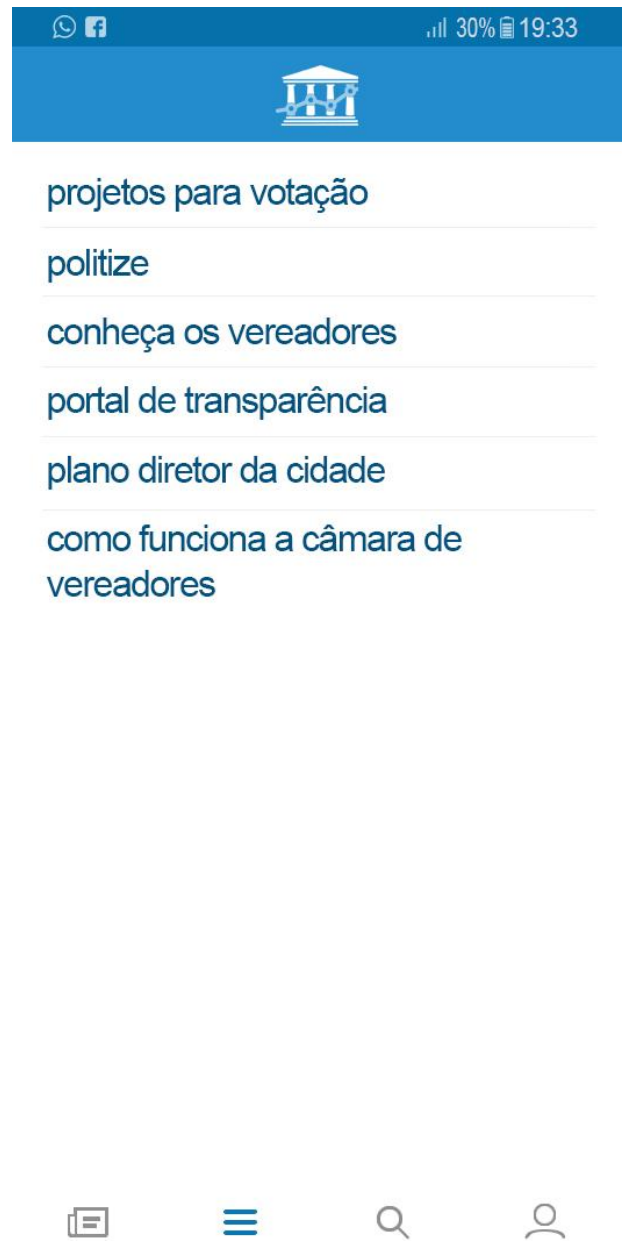 30% 19:33
projetos para votação
politize
conheça os vereadores
portal de transparência
plano diretor da cidade
como funciona a câmara de
vereadores